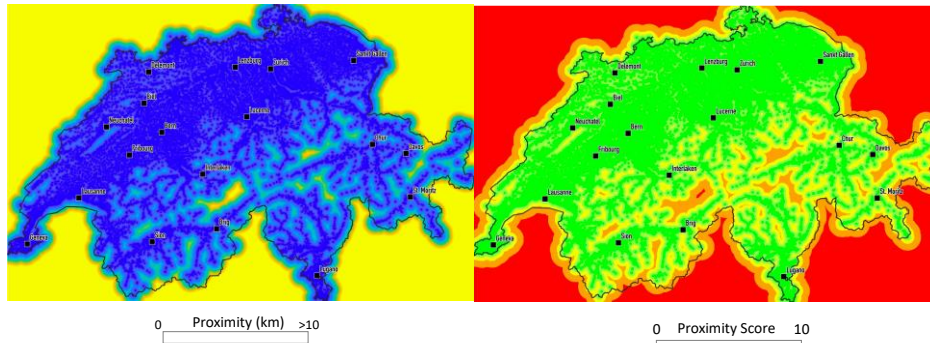 Sankt Gallen
Delemont
Lenzburg
Zurich
Biel
Lucerne
Neuchatel
Bern
Chur
Davos
Fribourg
Interlaken
St. Moritz
Lausanne
Brig
Sion
Geneva
Lugano
0 Proximity (km) >10
Sankt Gallen
Delemont
Lenzburg
Zurich
Biel
Lucerne
Neuchatel
Bern
Chur
Davos
Fribourg
Interlaken
St. Moritz
Lausanne
Brig
Sion
Geneva
Lugano
0 Proximity Score 10